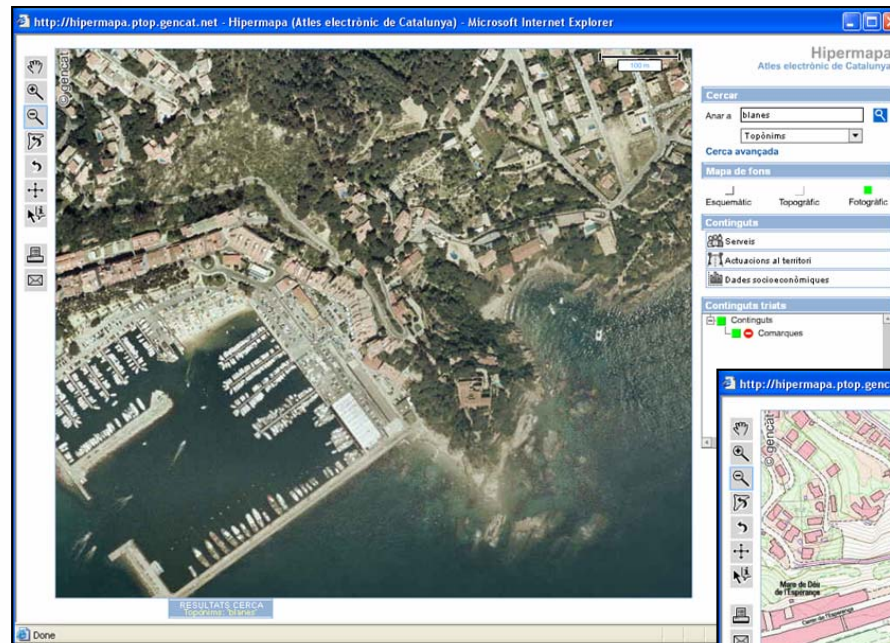 http://hipermapa.ptop.gencat.net - Hipermapa (Atles electrònic de Catalunya) - Microsoft Internet Explorer
© gencat
100 m
Hipermapa
Atles electrònic de Catalunya
Cercar
Anar a blanes
Topònims
Cerca avançada
Mapa de fons
Esquemàtic Topogràfic Fotogràfic
Continguts
Serveis
Actuacions al territori
Dades socioeconòmiques
Continguts triats
Continguts
Comarques
RESULTATS CERCA
Topònims: 'blanes'
Done
http://hipermapa.ptop.genc
© gencat
Mare de Déu
de l'Esperança
Carrer de l'Esperança